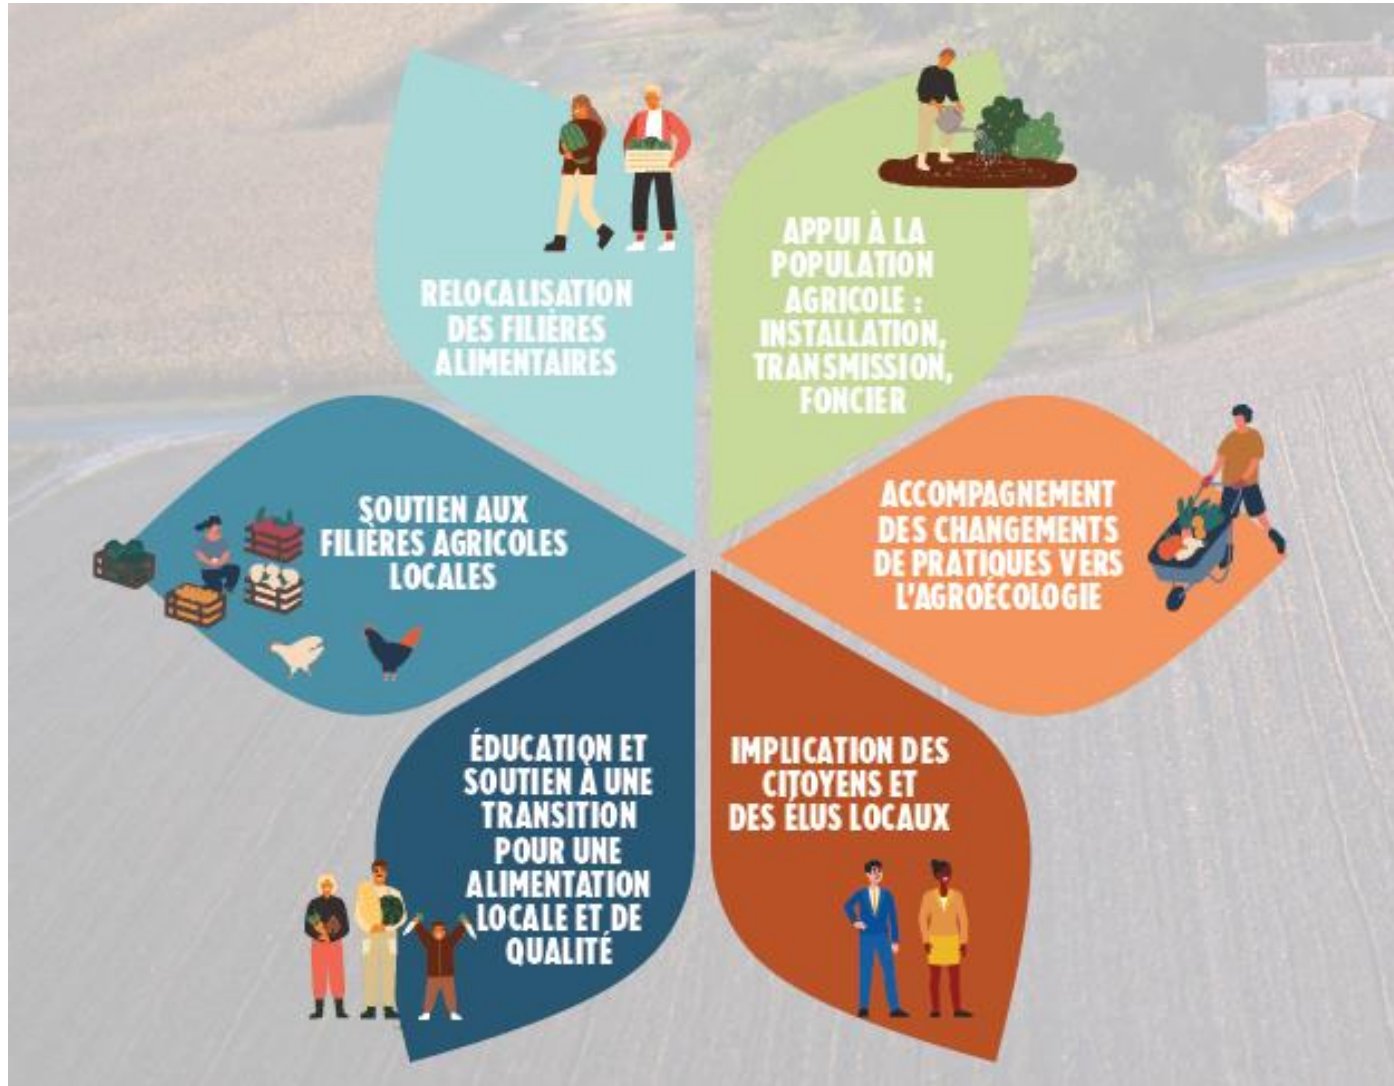 RELOCALISATION
DES FILIÈRES
ALIMENTAIRES
APPUI À LA
POPULATION
AGRICOLE :
INSTALLATION,
TRANSMISSION,
FONCIER
SOUTIEN AUX
FILIÈRES AGRICOLES
LOCALES
ACCOMPAGNEMENT
DES CHANGEMENTS
DE PRATIQUES VERS
L'AGROÉCOLOGIE
ÉDUCATION ET
SOUTIEN À UNE
TRANSITION
POUR UNE
ALIMENTATION
LOCALE ET DE
QUALITÉ
IMPLICATION DES
CITOYENS ET
DES ÉLUS LOCAUX